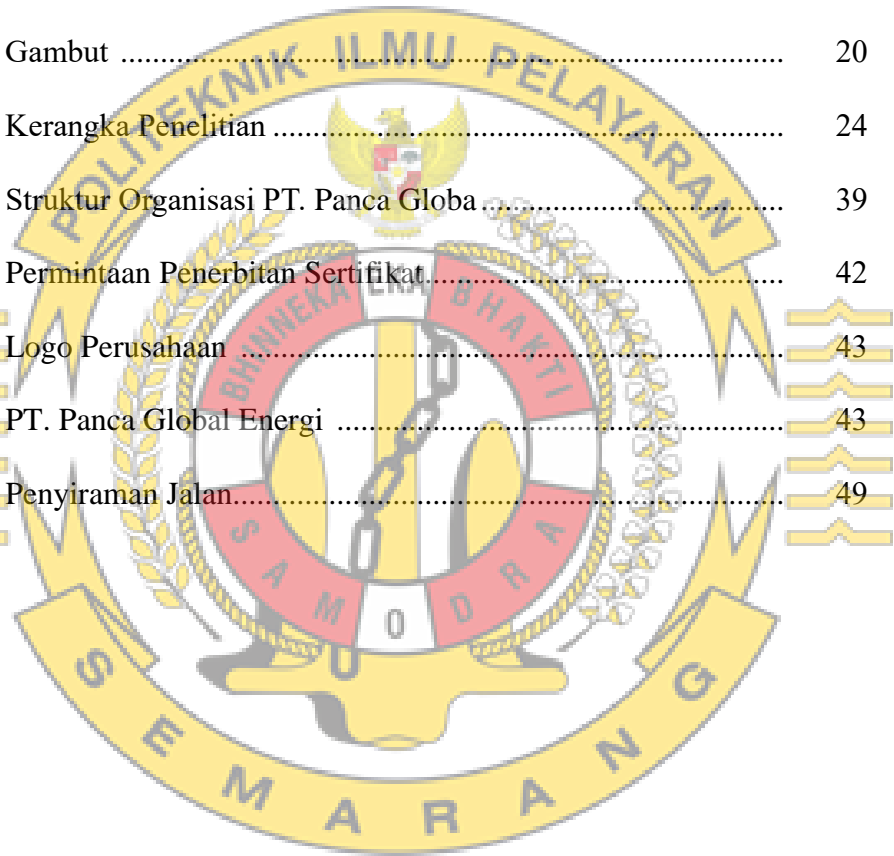 POLITEKNIK ILMU PELAYARAN
Gambut ........................................................................ 20
Kerangka Penelitian ........................................................................ 24
Struktur Organisasi PT. Panca Globa ........................................................................ 39
Permintaan Penerbitan Sertifikat ........................................................................ 42
Logo Perusahaan ........................................................................ 43
PT. Panca Global Energi ........................................................................ 43
Penyiraman Jalan ........................................................................ 49
BHINNEKA EKA BHAKTI
SAMODRA
SEMARANG